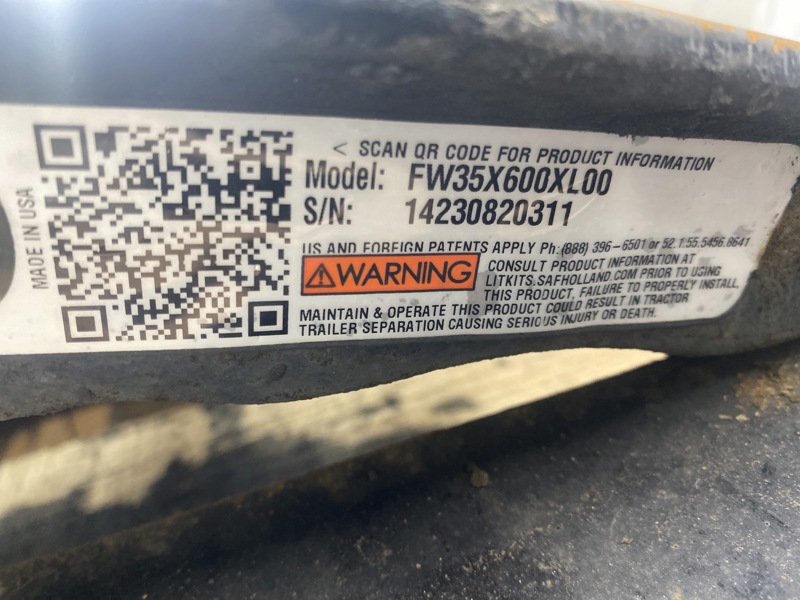 < SCAN QR CODE FOR PRODUCT INFORMATION
Model: FW35X600XL00
S/N: 14230820311
US AND FOREIGN PATENTS APPLY Ph:(888) 396-6501 or 52.1.55.5456.8641
⚠WARNING
CONSULT PRODUCT INFORMATION AT
LITKITS.SAFHOLLAND.COM PRIOR TO USING
THIS PRODUCT, FAILURE TO PROPERLY INSTALL,
MAINTAIN & OPERATE THIS PRODUCT COULD RESULT IN TRACTOR
TRAILER SEPARATION CAUSING SERIOUS INJURY OR DEATH.
MADE IN USA